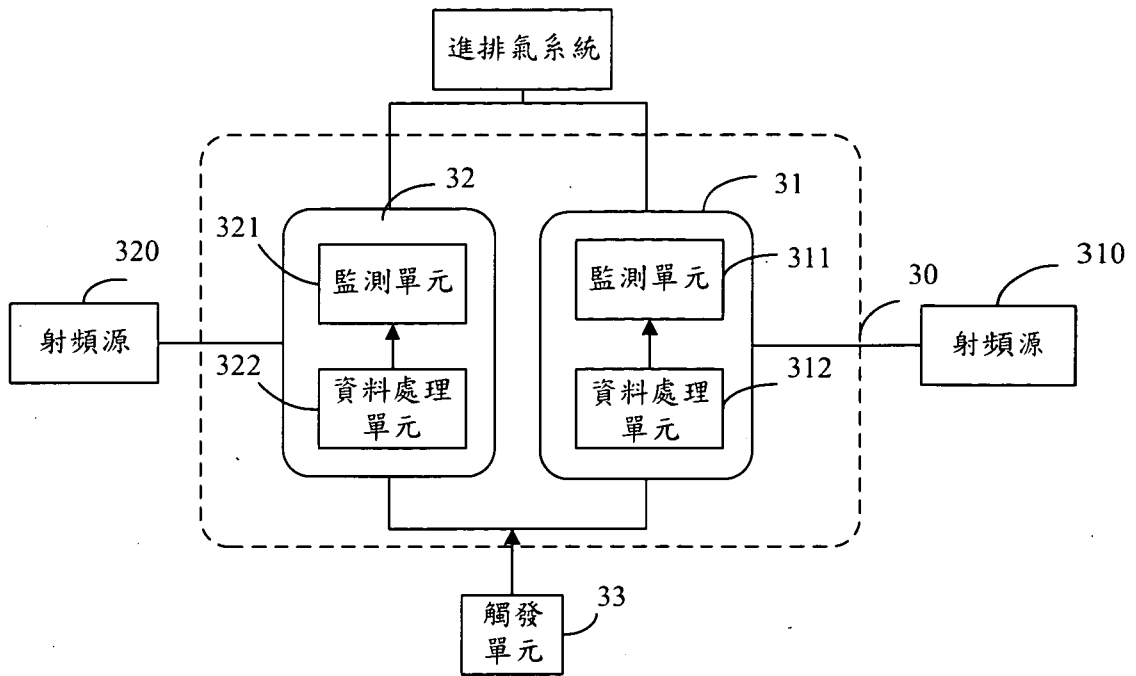 進排氣系統
32
31
321
監測單元
監測單元
311
320
射頻源
30
310
射頻源
322
資料處理
單元
資料處理
單元
312
觸發
單元
33